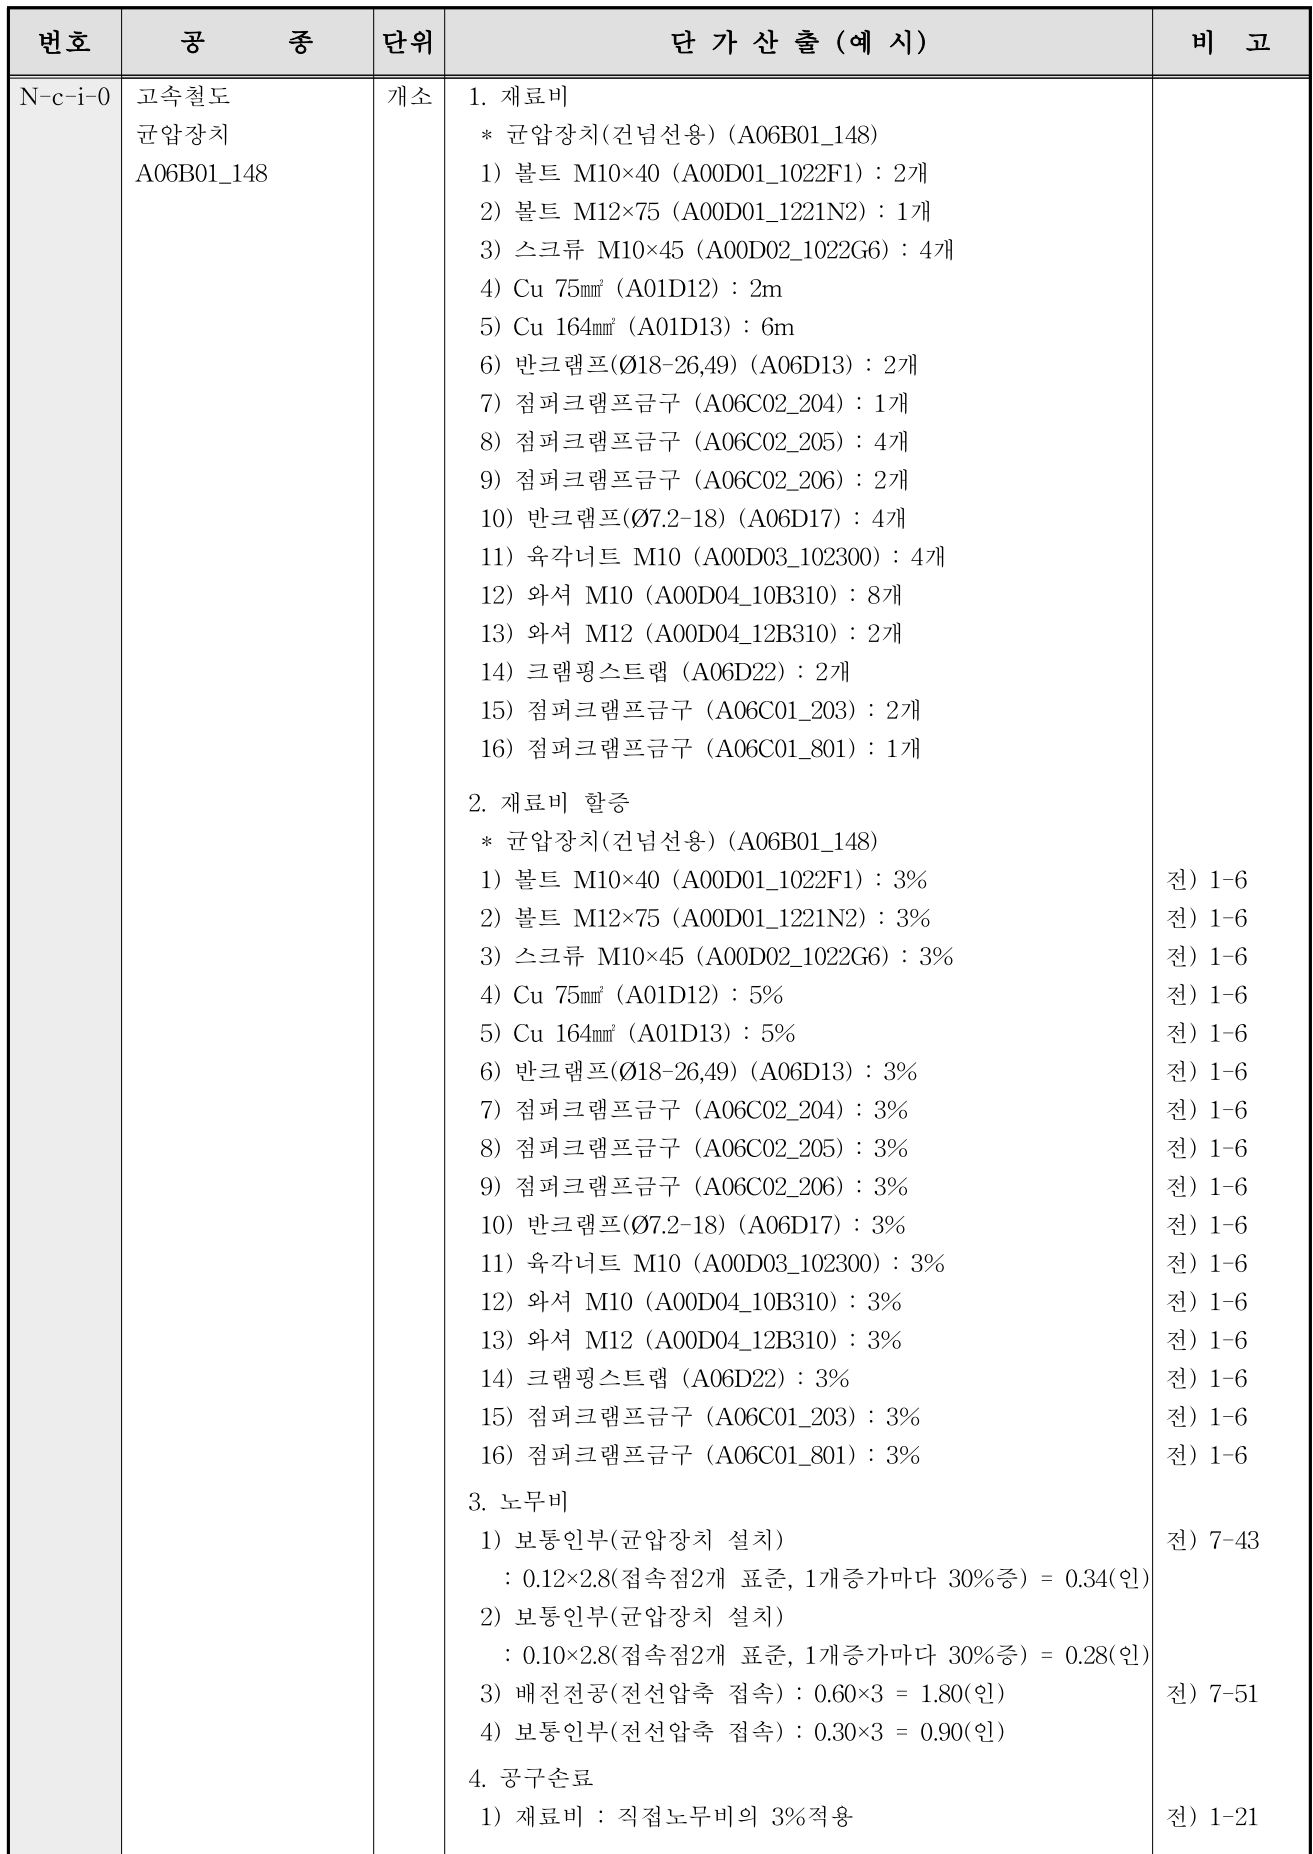 번호 공 종 단위 단 가 산 출 (예 시) 비 고
N-c-i-0 고속철도 개소 1. 재료비
균압장치 * 균압장치(건넘선용) (A06B01_148)
A06B01_148 1) 볼트 M10×40 (A00D01_1022F1) : 2개
2) 볼트 M12×75 (A00D01_1221N2) : 1개
3) 스크류 M10×45 (A00D02_1022G6) : 4개
4) Cu 75㎟ (A01D12) : 2m
5) Cu 164㎟ (A01D13) : 6m
6) 반크램프(Ø18-26,49) (A06D13) : 2개
7) 점퍼크램프금구 (A06C02_204) : 1개
8) 점퍼크램프금구 (A06C02_205) : 4개
9) 점퍼크램프금구 (A06C02_206) : 2개
10) 반크램프(Ø7.2-18) (A06D17) : 4개
11) 육각너트 M10 (A00D03_102300) : 4개
12) 와셔 M10 (A00D04_10B310) : 8개
13) 와셔 M12 (A00D04_12B310) : 2개
14) 크램핑스트랩 (A06D22) : 2개
15) 점퍼크램프금구 (A06C01_203) : 2개
16) 점퍼크램프금구 (A06C01_801) : 1개
2. 재료비 할증
* 균압장치(건넘선용) (A06B01_148)
1) 볼트 M10×40 (A00D01_1022F1) : 3% 전) 1-6
2) 볼트 M12×75 (A00D01_1221N2) : 3% 전) 1-6
3) 스크류 M10×45 (A00D02_1022G6) : 3% 전) 1-6
4) Cu 75㎟ (A01D12) : 5% 전) 1-6
5) Cu 164㎟ (A01D13) : 5% 전) 1-6
6) 반크램프(Ø18-26,49) (A06D13) : 3% 전) 1-6
7) 점퍼크램프금구 (A06C02_204) : 3% 전) 1-6
8) 점퍼크램프금구 (A06C02_205) : 3% 전) 1-6
9) 점퍼크램프금구 (A06C02_206) : 3% 전) 1-6
10) 반크램프(Ø7.2-18) (A06D17) : 3% 전) 1-6
11) 육각너트 M10 (A00D03_102300) : 3% 전) 1-6
12) 와셔 M10 (A00D04_10B310) : 3% 전) 1-6
13) 와셔 M12 (A00D04_12B310) : 3% 전) 1-6
14) 크램핑스트랩 (A06D22) : 3% 전) 1-6
15) 점퍼크램프금구 (A06C01_203) : 3% 전) 1-6
16) 점퍼크램프금구 (A06C01_801) : 3% 전) 1-6
3. 노무비
1) 보통인부(균압장치 설치) 전) 7-43
: 0.12×2.8(접속점2개 표준, 1개증가마다 30%증) = 0.34(인)
2) 보통인부(균압장치 설치)
: 0.10×2.8(접속점2개 표준, 1개증가마다 30%증) = 0.28(인)
3) 배전전공(전선압축 접속) : 0.60×3 = 1.80(인) 전) 7-51
4) 보통인부(전선압축 접속) : 0.30×3 = 0.90(인)
4. 공구손료
1) 재료비 : 직접노무비의 3%적용 전) 1-21